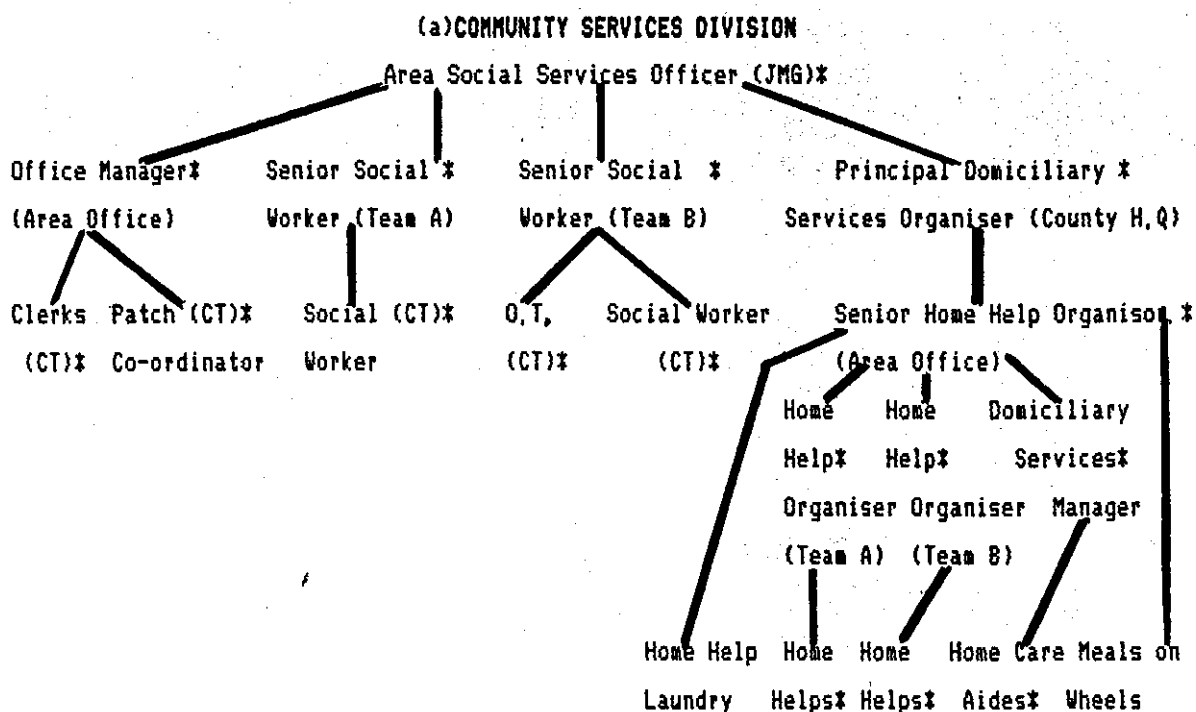 (a)COMMUNITY SERVICES DIVISION
Area Social Services Officer (JMG)*
Office Manager* Senior Social * Senior Social * Principal Domiciliary *
(Area Office) Worker (Team A) Worker (Team B) Services Organiser (County H.Q)
Clerks Patch (CT)* Social (CT)* O.T. Social Worker Senior Home Help Organiser *
(CT)* Co-ordinator Worker (CT)* (CT)* (Area Office)
Home Home Domiciliary
Help* Help* Services*
Organiser Organiser Manager
(Team A) (Team B)
Home Help Home Home Home Care Meals on
Laundry Helps* Helps* Aides* Wheels